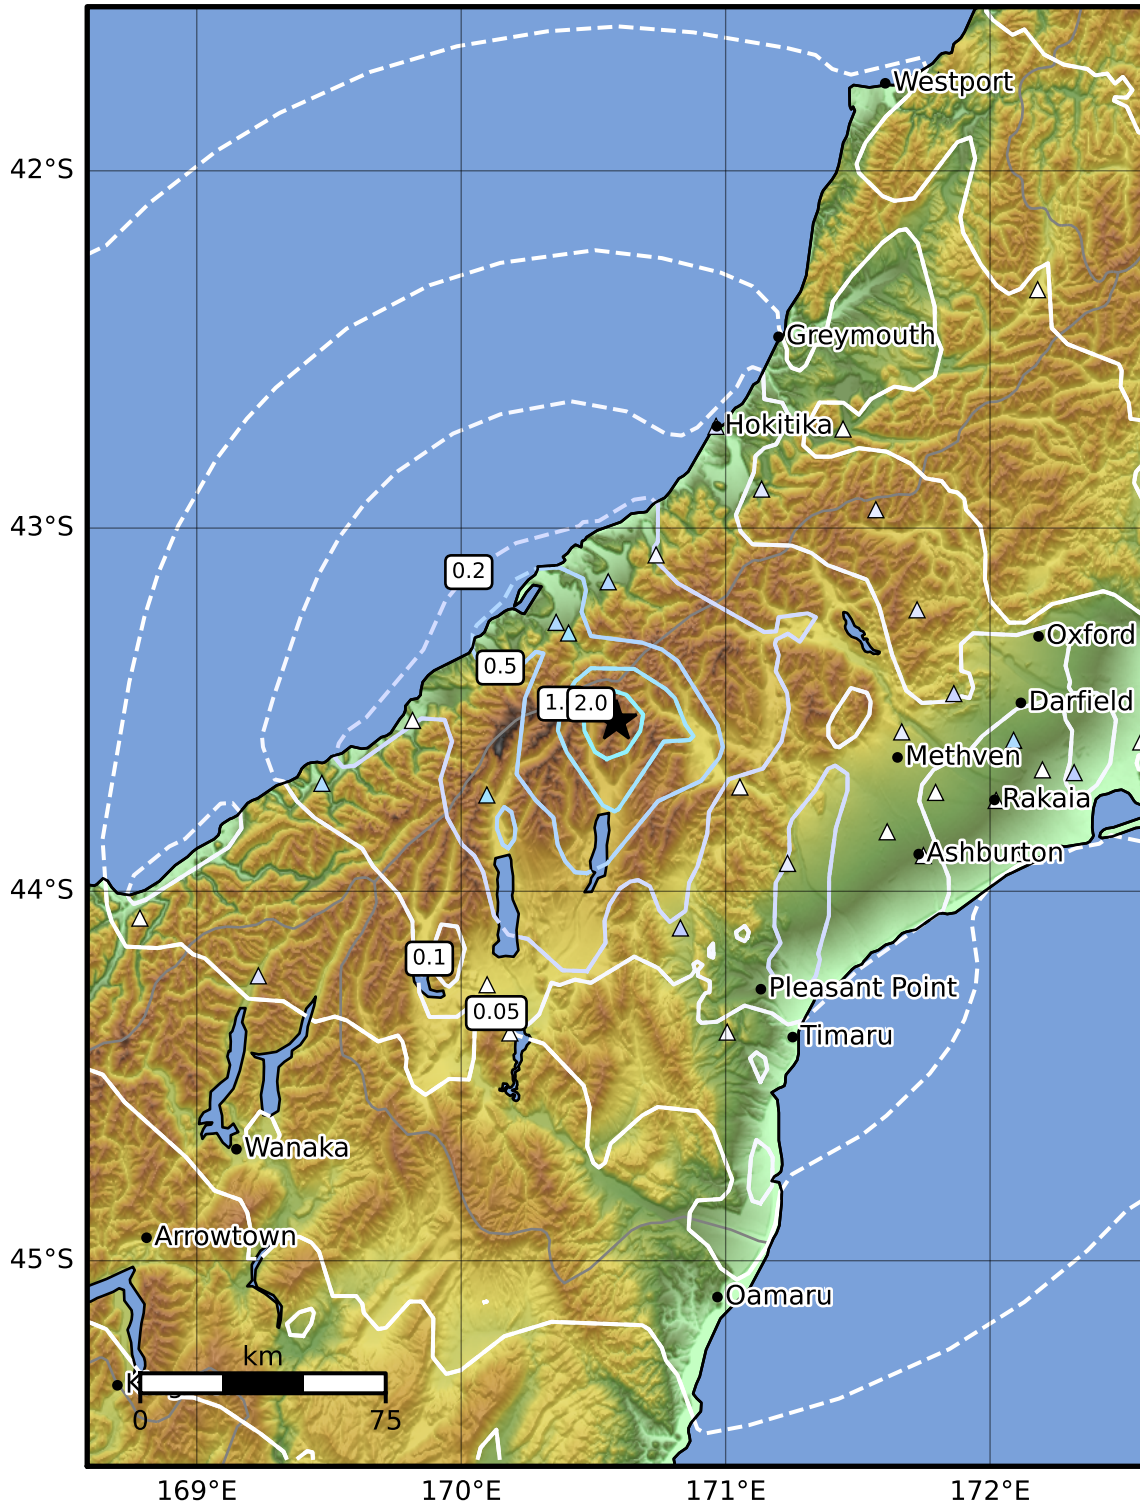 Westport
42°S
Greymouth
Hokitika
43°S
0.2
Oxford
0.5
1.
2.0
Darfield
Methven
Rakaia
Ashburton
44°S
0.1
Pleasant Point
0.05
Timaru
Wanaka
Arrowtown
45°S
Oamaru
km
0
75
169°E
170°E
171°E
172°E